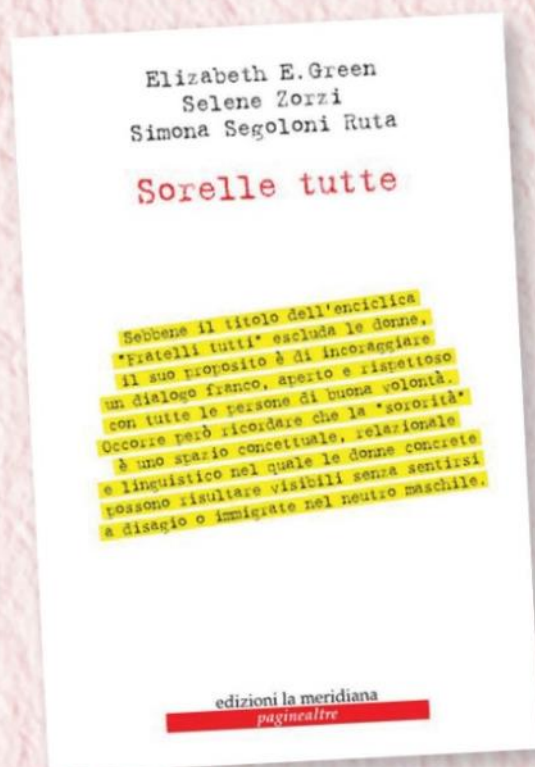 Elizabeth E.Green
Selene Zorzi
Simona Segoloni Ruta
Sorelle tutte
Sebbene il titolo dell'enciclica
"Fratelli tutti" escluda le donne,
il suo proposito è di incoraggiare
un dialogo franco, aperto e rispettoso
con tutte le persone di buona volontà.
Occorre però ricordare che la "sororità"
è uno spazio concettuale, relazionale
e linguistico nel quale le donne concrete
possono risultare visibili senza sentirsi
a disagio o immigrate nel neutro maschile.
edizioni la meridiana
paginealtre